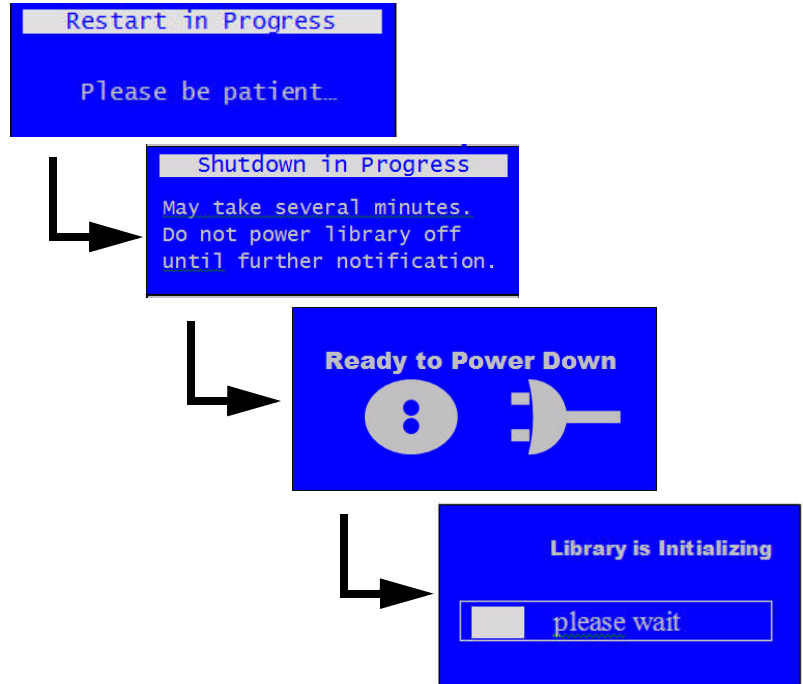 Restart in Progress
Please be patient…
Shutdown in Progress
May take several minutes.
Do not power library off
until further notification.
Ready to Power Down
Library is Initializing
please wait